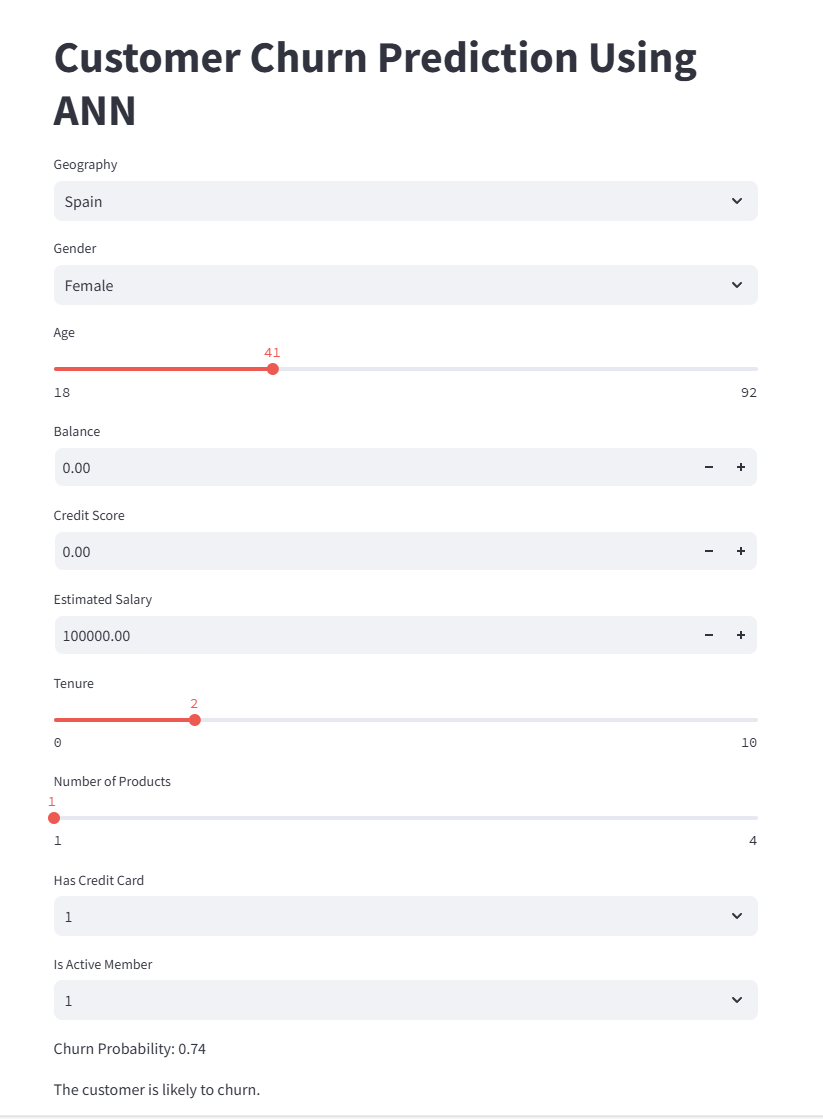 Customer Churn Prediction Using
ANN
Geography
Spain
Gender
Female
Age
41
18 92
Balance
0.00
Credit Score
0.00
Estimated Salary
100000.00
Tenure
2
0 10
Number of Products
1
1 4
Has Credit Card
1
Is Active Member
1
Churn Probability: 0.74
The customer is likely to churn.